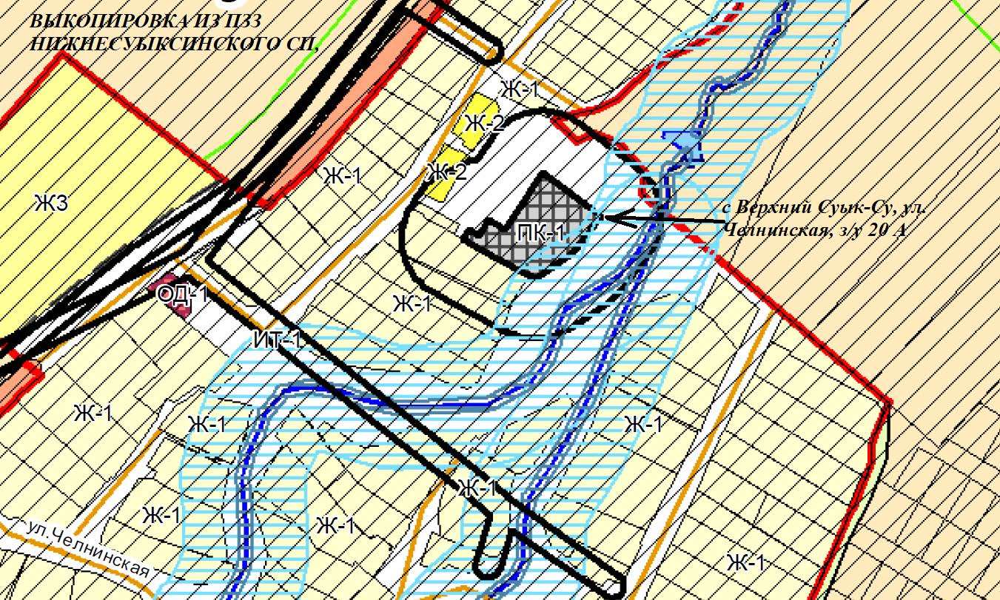 ВЫКОПИРОВКА ИЗ ПЗЗ
НИЖНЕСУЫКСИНСКОГО СП,
Ж-1
Ж-2
Ж-2
Ж-1
Ж3
с Верхний Суык-Су, ул.
Челнинская, з/у 20 А
ПК-1
ОД-1
Ж-1
ИТ-1
Ж-1
Ж-1
Ж-1
Ж-1
Ж-1
Ж-1
ул.Челнинская
Ж-1